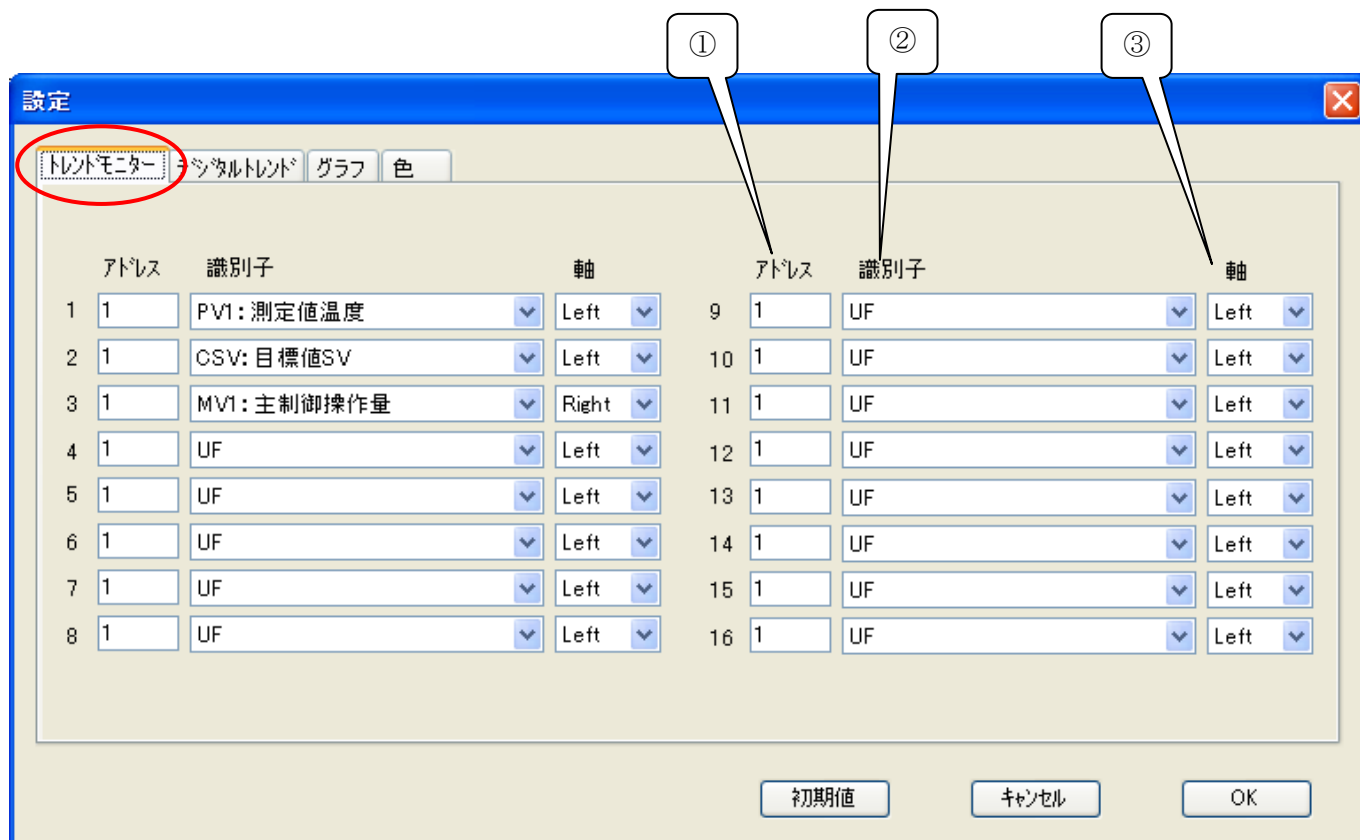 ① ② ③
設定
トレンドモニター デジタルトレンド グラフ 色
アドレス 識別子 軸 アドレス 識別子 軸
1 1 PV1:測定値温度 Left 9 1 UF Left
2 1 CSV:目標値SV Left 10 1 UF Left
3 1 MV1:主制御操作量 Right 11 1 UF Left
4 1 UF Left 12 1 UF Left
5 1 UF Left 13 1 UF Left
6 1 UF Left 14 1 UF Left
7 1 UF Left 15 1 UF Left
8 1 UF Left 16 1 UF Left
初期値 キャンセル OK